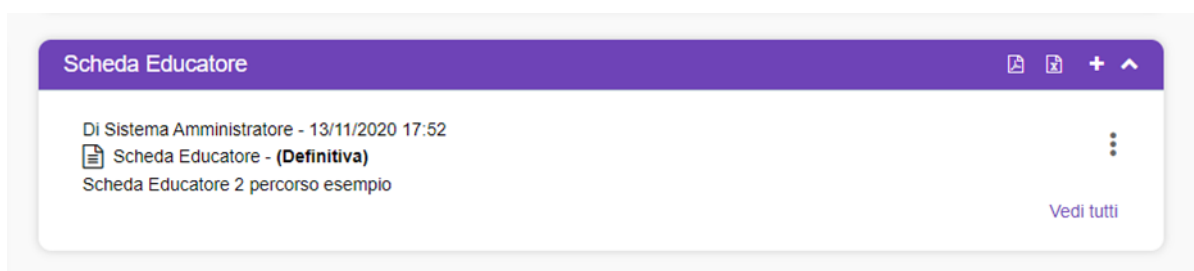 Scheda Educatore
Di Sistema Amministratore - 13/11/2020 17:52
Scheda Educatore - (Definitiva)
Scheda Educatore 2 percorso esempio
Vedi tutti